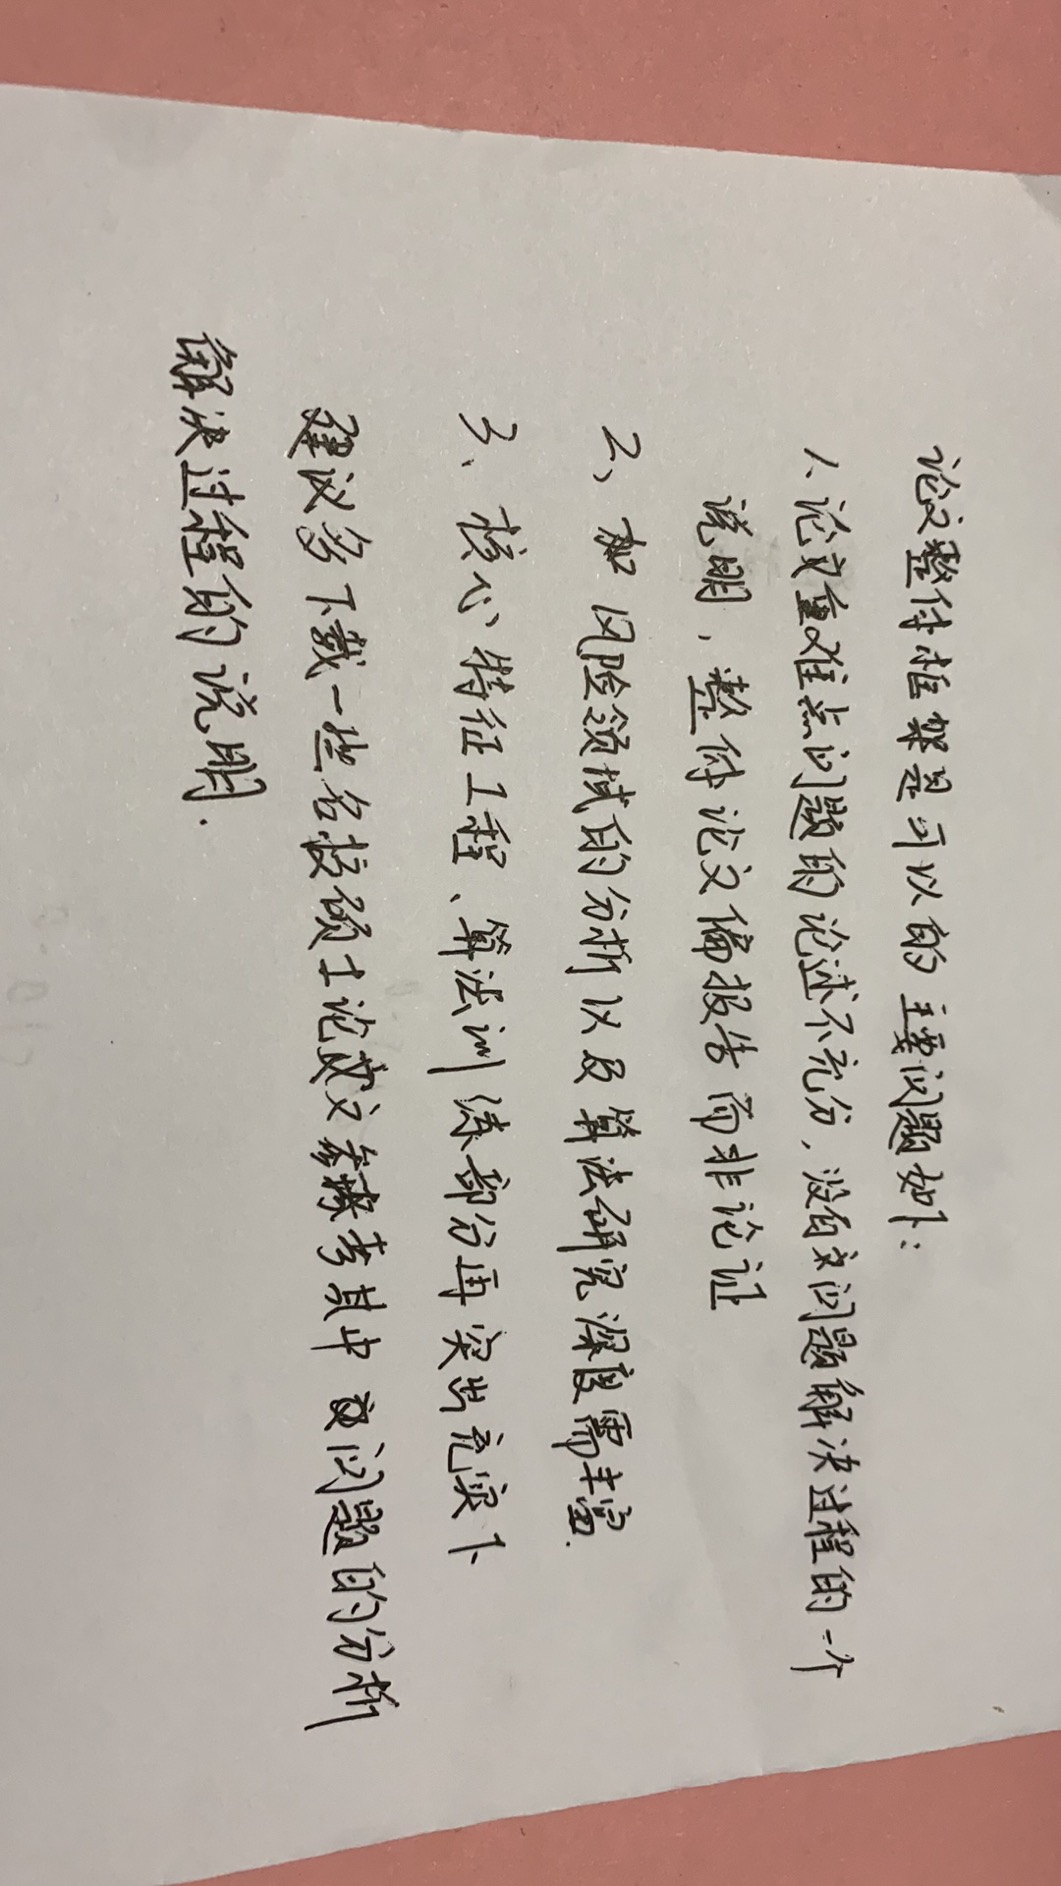 论文整体框架是可以的 主要问题如下:
1、论文重难点问题的论述不充分,没有对问题解决过程的一个
说明,整体论文偏报告而非论证
2、加 风险领域的分析以及算法研究深度需丰富.
3、核心特征工程、算法训练部分再突出充实下
建议多下载一些名校硕士论文参考其中 对问题的分析
解决过程的说明.